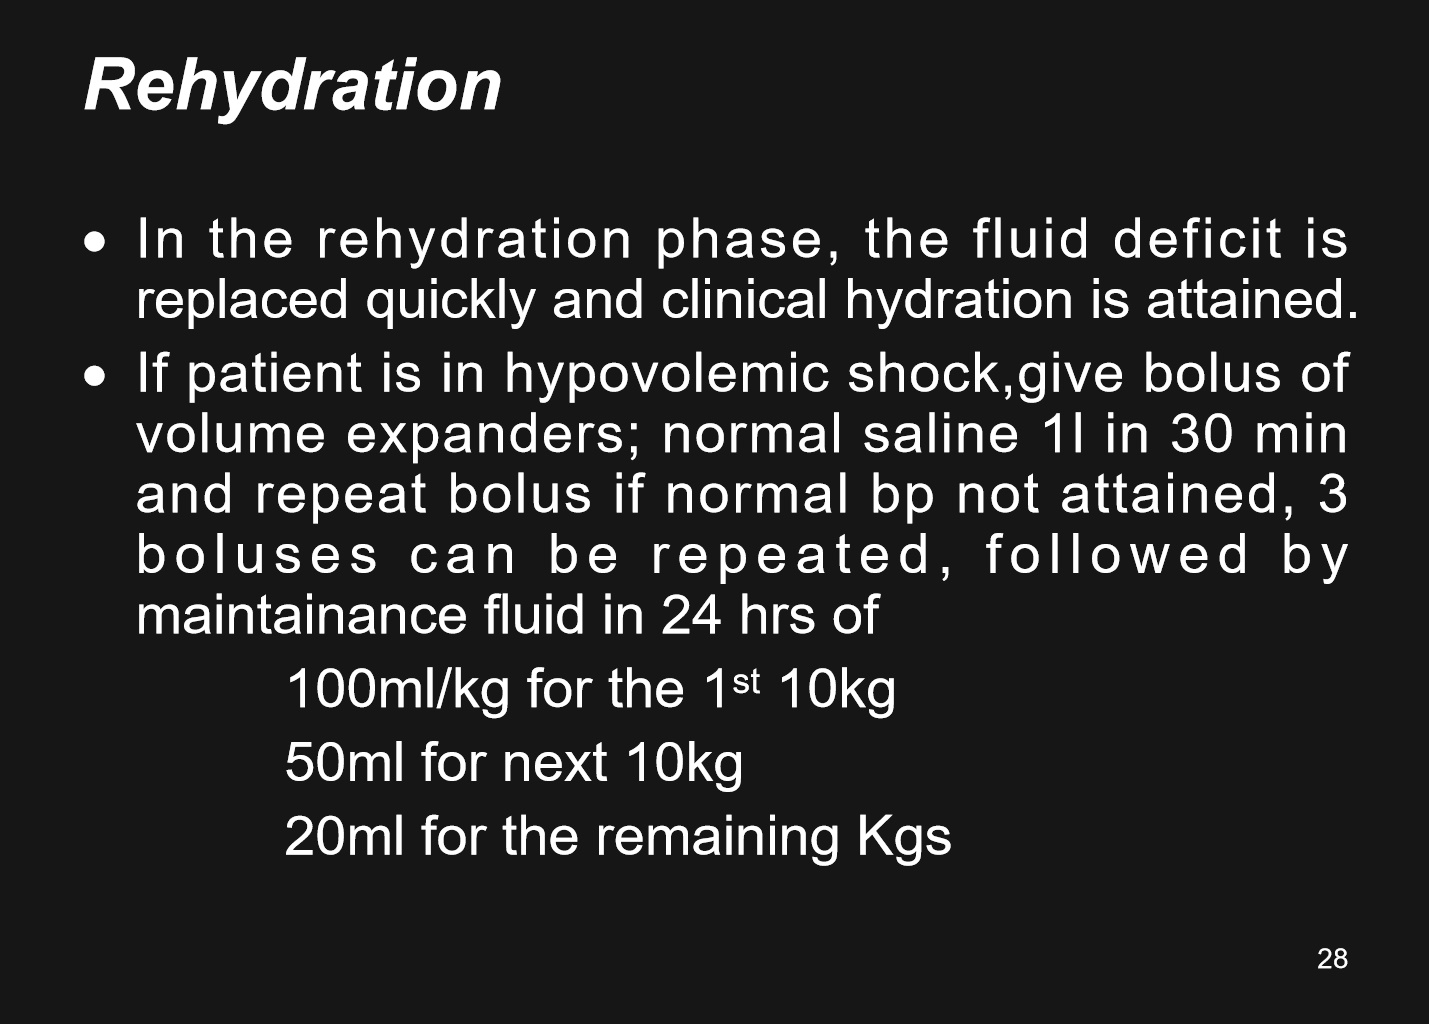 Rehydration
• In the rehydration phase, the fluid deficit is
replaced quickly and clinical hydration is attained.
• If patient is in hypovolemic shock,give bolus of
volume expanders; normal saline 1l in 30 min
and repeat bolus if normal bp not attained, 3
boluses can be repeated, followed by
maintainance fluid in 24 hrs of
100ml/kg for the 1st 10kg
50ml for next 10kg
20ml for the remaining Kgs
28